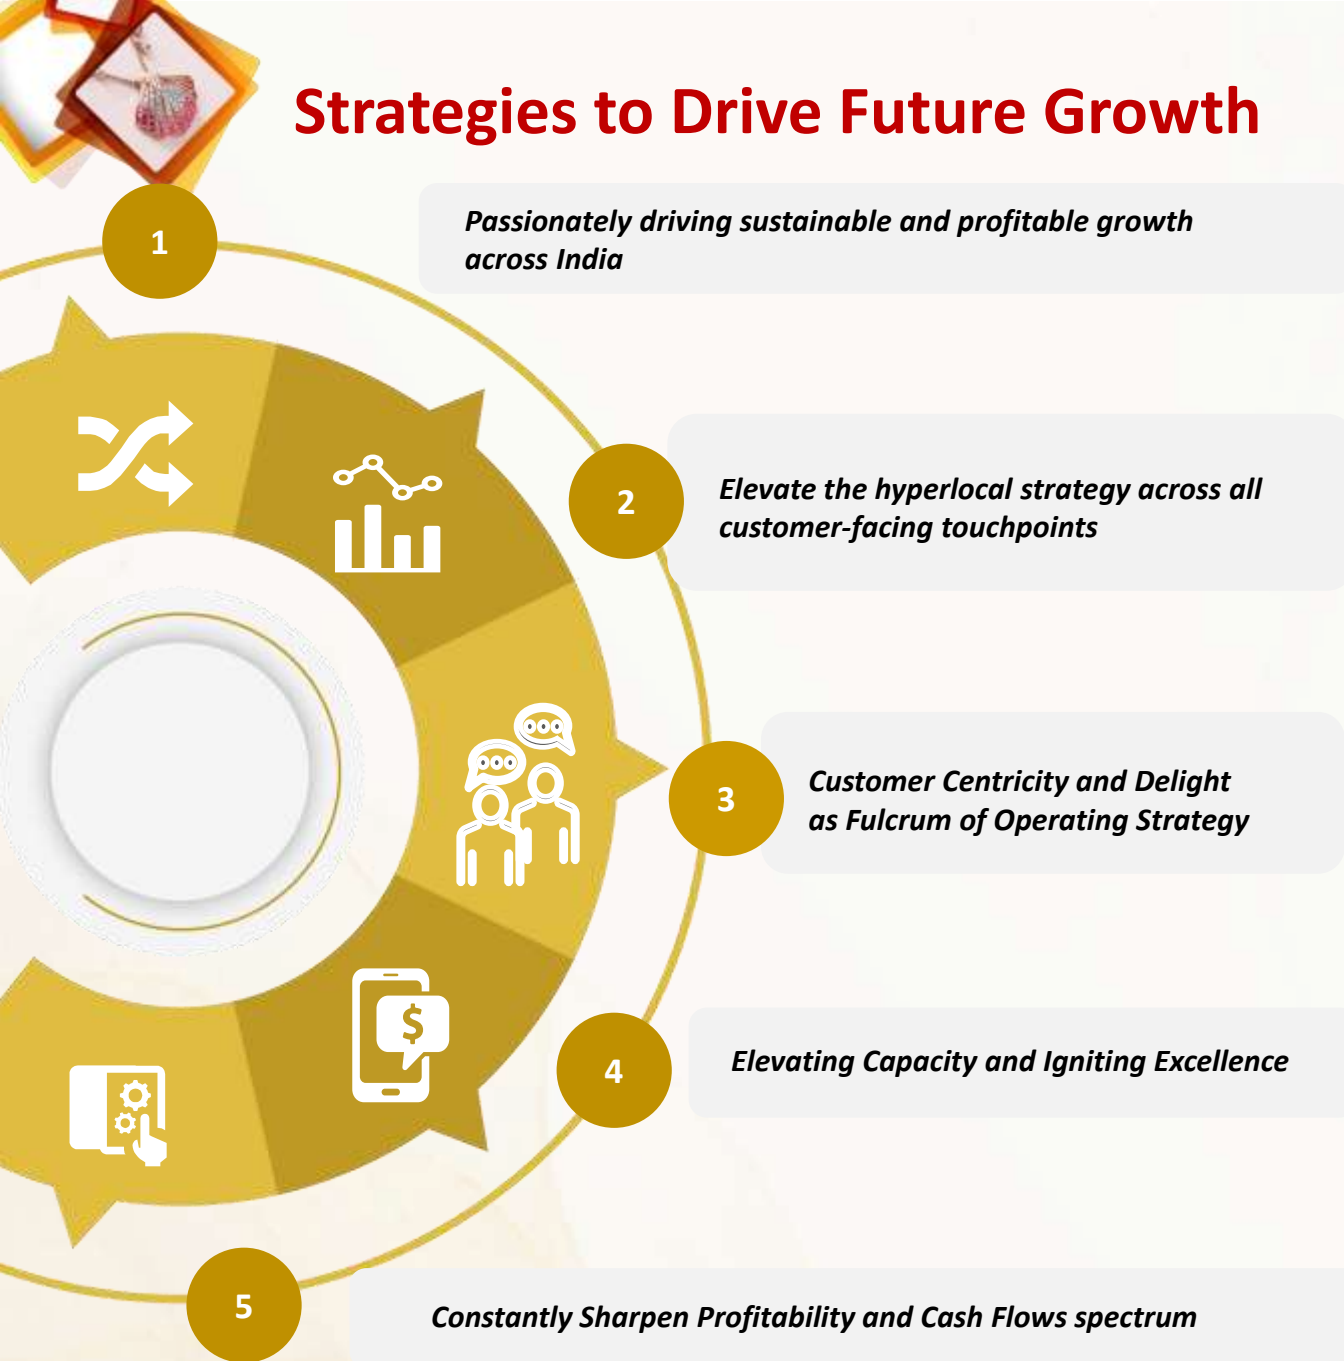 Strategies to Drive Future Growth
1
Passionately driving sustainable and profitable growth
across India
2
Elevate the hyperlocal strategy across all
customer-facing touchpoints
3
Customer Centricity and Delight
as Fulcrum of Operating Strategy
$
4
Elevating Capacity and Igniting Excellence
5
Constantly Sharpen Profitability and Cash Flows spectrum